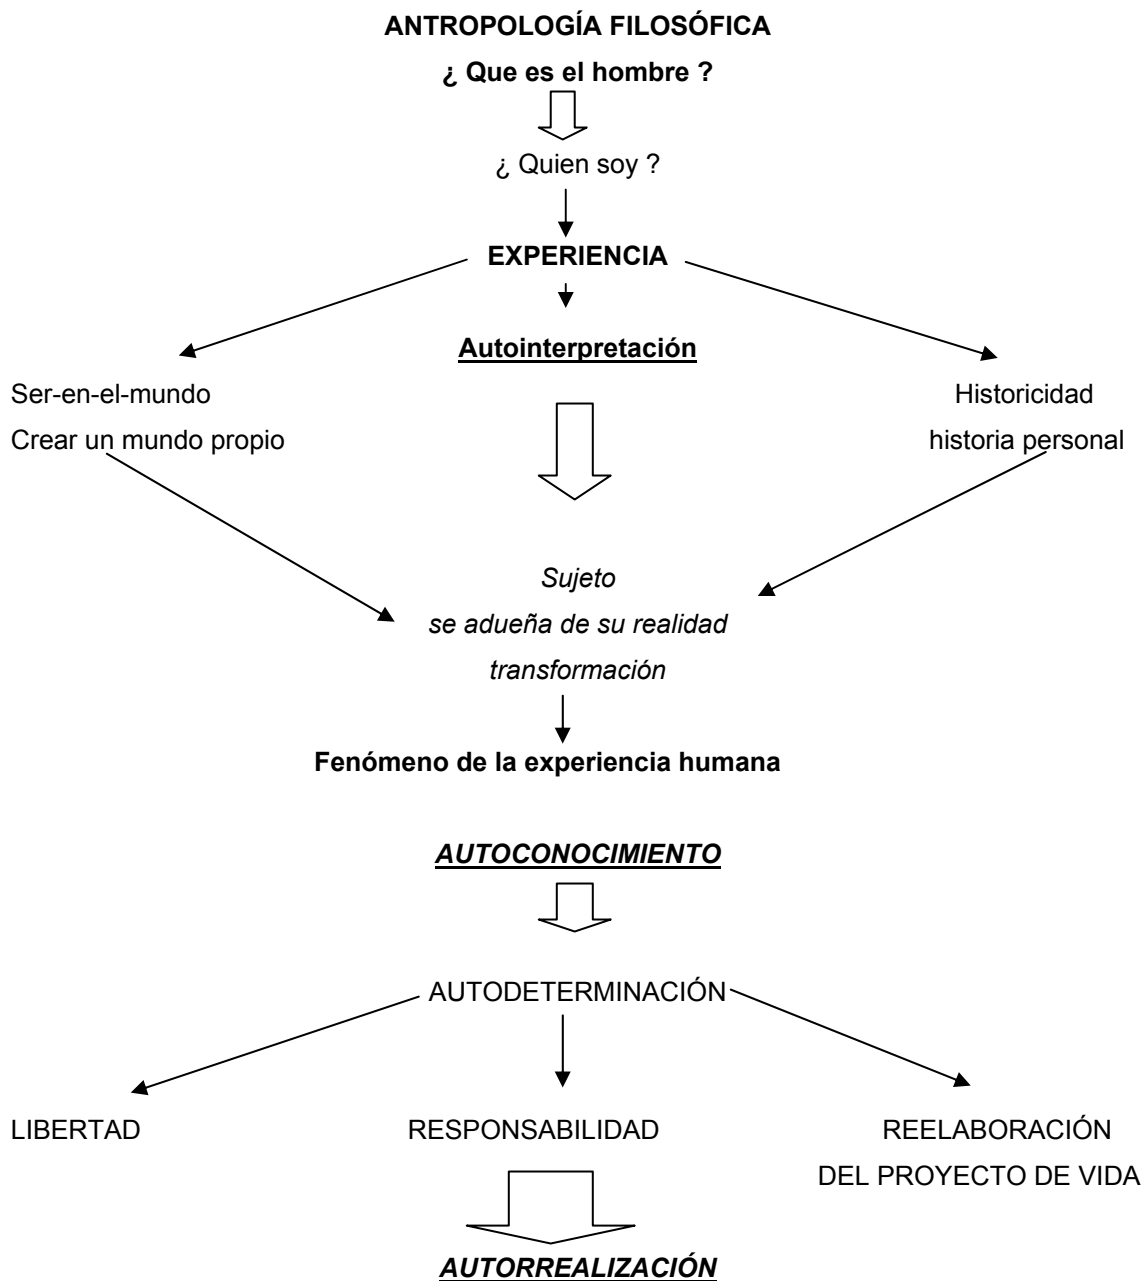 ANTROPOLOGÍA FILOSÓFICA
¿ Que es el hombre ?
¿ Quien soy ?
EXPERIENCIA
Autointerpretación
Ser-en-el-mundo
Crear un mundo propio
Historicidad
historia personal
Sujeto
se adueña de su realidad
transformación
Fenómeno de la experiencia humana
AUTOCONOCIMIENTO
AUTODETERMINACIÓN
LIBERTAD
RESPONSABILIDAD
REELABORACIÓN
DEL PROYECTO DE VIDA
AUTORREALIZACIÓN